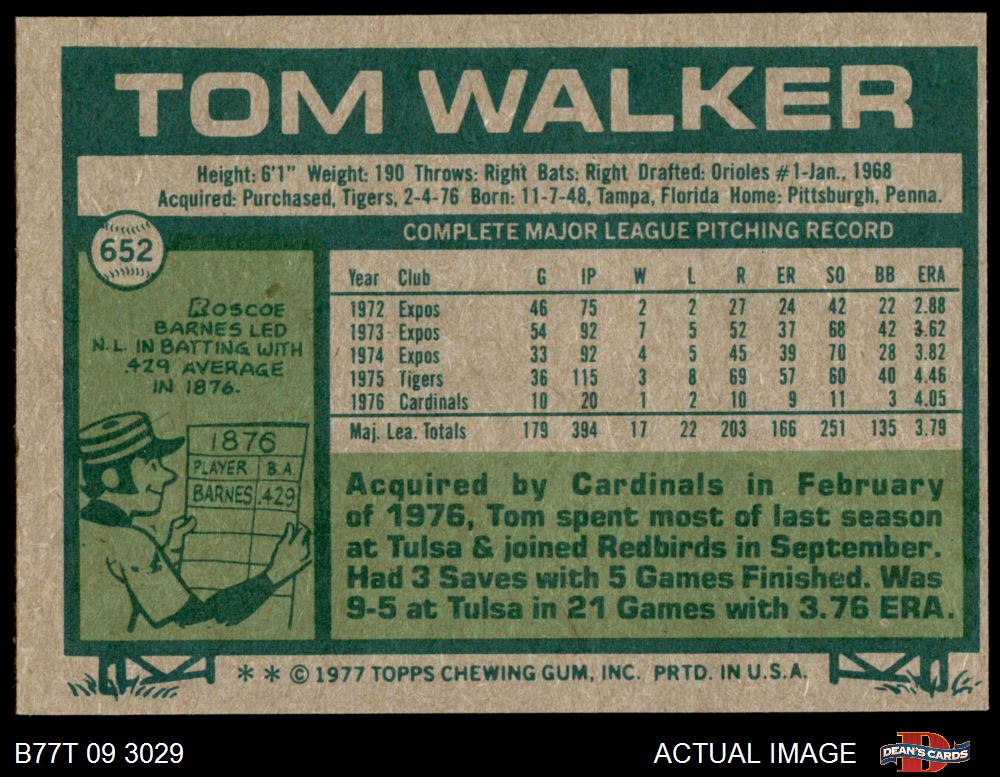 TOM WALKER
Height: 6'1" Weight: 190 Throws: Right Bats: Right Drafted: Orioles #1-Jan., 1968
Acquired: Purchased, Tigers, 2-4-76 Born: 11-7-48, Tampa, Florida Home: Pittsburgh, Penna.
652
COMPLETE MAJOR LEAGUE PITCHING RECORD
Year Club G IP W L R ER SO BB ERA
1972 Expos 46 75 2 2 27 24 42 22 2.88
1973 Expos 54 92 7 5 52 37 68 42 3.62
1974 Expos 33 92 4 5 45 39 70 28 3.82
1975 Tigers 36 115 3 8 69 57 60 40 4.46
1976 Cardinals 10 20 1 2 10 9 11 3 4.05
Maj. Lea. Totals 179 394 17 22 203 166 251 135 3.79
ROSCOE
BARNES LED
N.L. IN BATTING WITH
.429 AVERAGE
IN 1876.
1876
PLAYER B.A.
BARNES .429
Acquired by Cardinals in February
of 1976, Tom spent most of last season
at Tulsa & joined Redbirds in September.
Had 3 Saves with 5 Games Finished. Was
9-5 at Tulsa in 21 Games with 3.76 ERA.
* * © 1977 TOPPS CHEWING GUM, INC. PRTD. IN U.S.A.
B77T 09 3029 ACTUAL IMAGE
DEAN'S CARDS